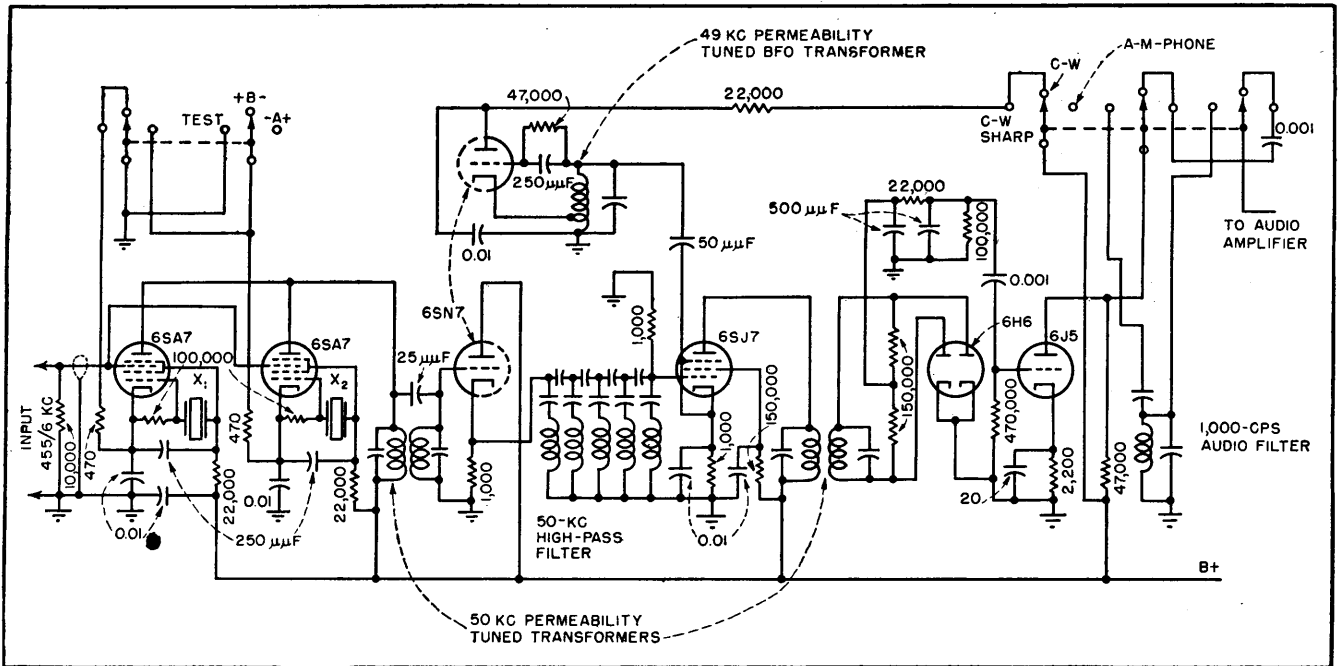 49 KC PERMEABILITY
TUNED BFO TRANSFORMER
A-M-PHONE
C-W
+B-
-A+
TEST
47,000
22,000
C-W
SHARP
0.001
250 µµF
22,000
500 µµF
100,000
TO AUDIO
AMPLIFIER
0.01
50 µµF
0.001
6SN7
1,000
6SJ7
6H6
6J5
6SA7
100,000
6SA7
25 µµF
X1
X2
150,000
150,000
INPUT
455/6 KC
10,000
470
470
1,000
1,000
470,000
1,000-CPS
AUDIO FILTER
22,000
0.01
22,000
20
2,200
47,000
0.01
250 µµF
50-KC
HIGH-PASS
FILTER
0.01
B+
50 KC PERMEABILITY
TUNED TRANSFORMERS